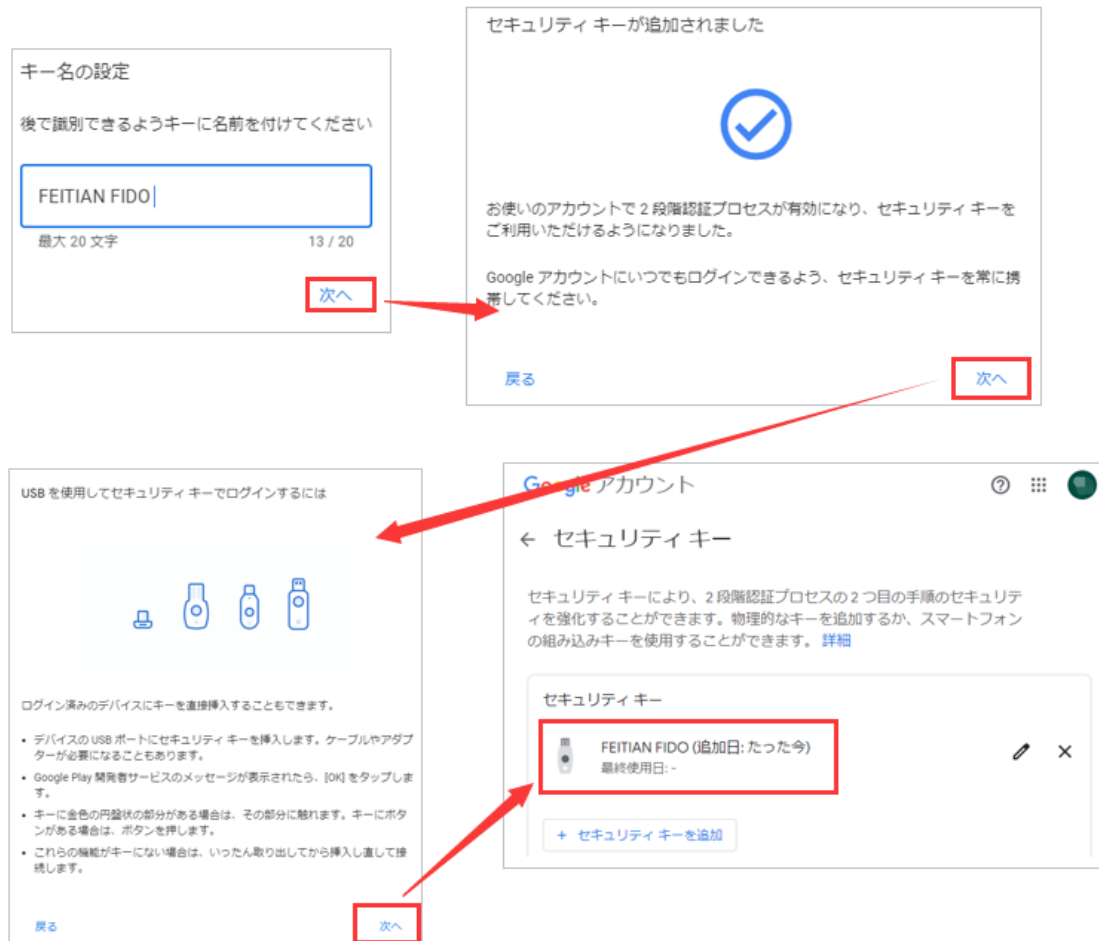 キー名の設定
後で識別できるようキーに名前を付けてください
FEITIAN FIDO
最大 20 文字
13 / 20
次へ
セキュリティ キーが追加されました
お使いのアカウントで 2 段階認証プロセスが有効になり、セキュリティ キーを
ご利用いただけるようになりました。
Google アカウントにいつでもログインできるよう、セキュリティ キーを常に携
帯してください。
戻る
次へ
USB を使用してセキュリティ キーでログインするには
ログイン済みのデバイスにキーを直接挿入することもできます。
• デバイスの USB ポートにセキュリティ キーを挿入します。ケーブルやアダプ
ターが必要になることもあります。
• Google Play 開発者サービスのメッセージが表示されたら、[OK] をタップしま
す。
• キーに金色の円盤状の部分がある場合は、その部分に触れます。キーにボタ
ンがある場合は、ボタンを押します。
• これらの機能がキーにない場合は、いったん取り出してから挿入し直して接
続します。
戻る
次へ
Google アカウント
← セキュリティ キー
セキュリティ キーにより、2 段階認証プロセスの 2 つ目の手順のセキュリテ
ィを強化することができます。物理的なキーを追加するか、スマートフォン
の組み込みキーを使用することができます。 詳細
セキュリティ キー
FEITIAN FIDO (追加日: たった今)
最終使用日: -
+ セキュリティ キーを追加